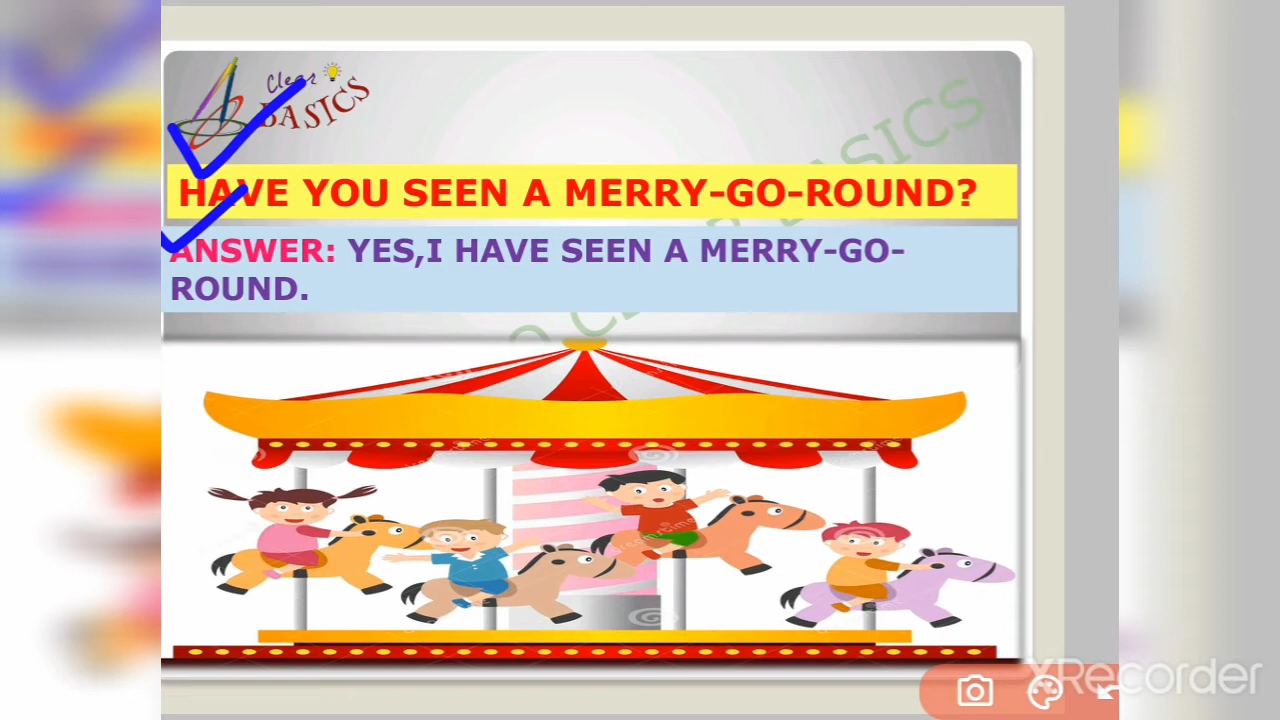 Clear
BASICS
HAVE YOU SEEN A MERRY-GO-ROUND?
ANSWER: YES,I HAVE SEEN A MERRY-GO-
ROUND.
XRecorder